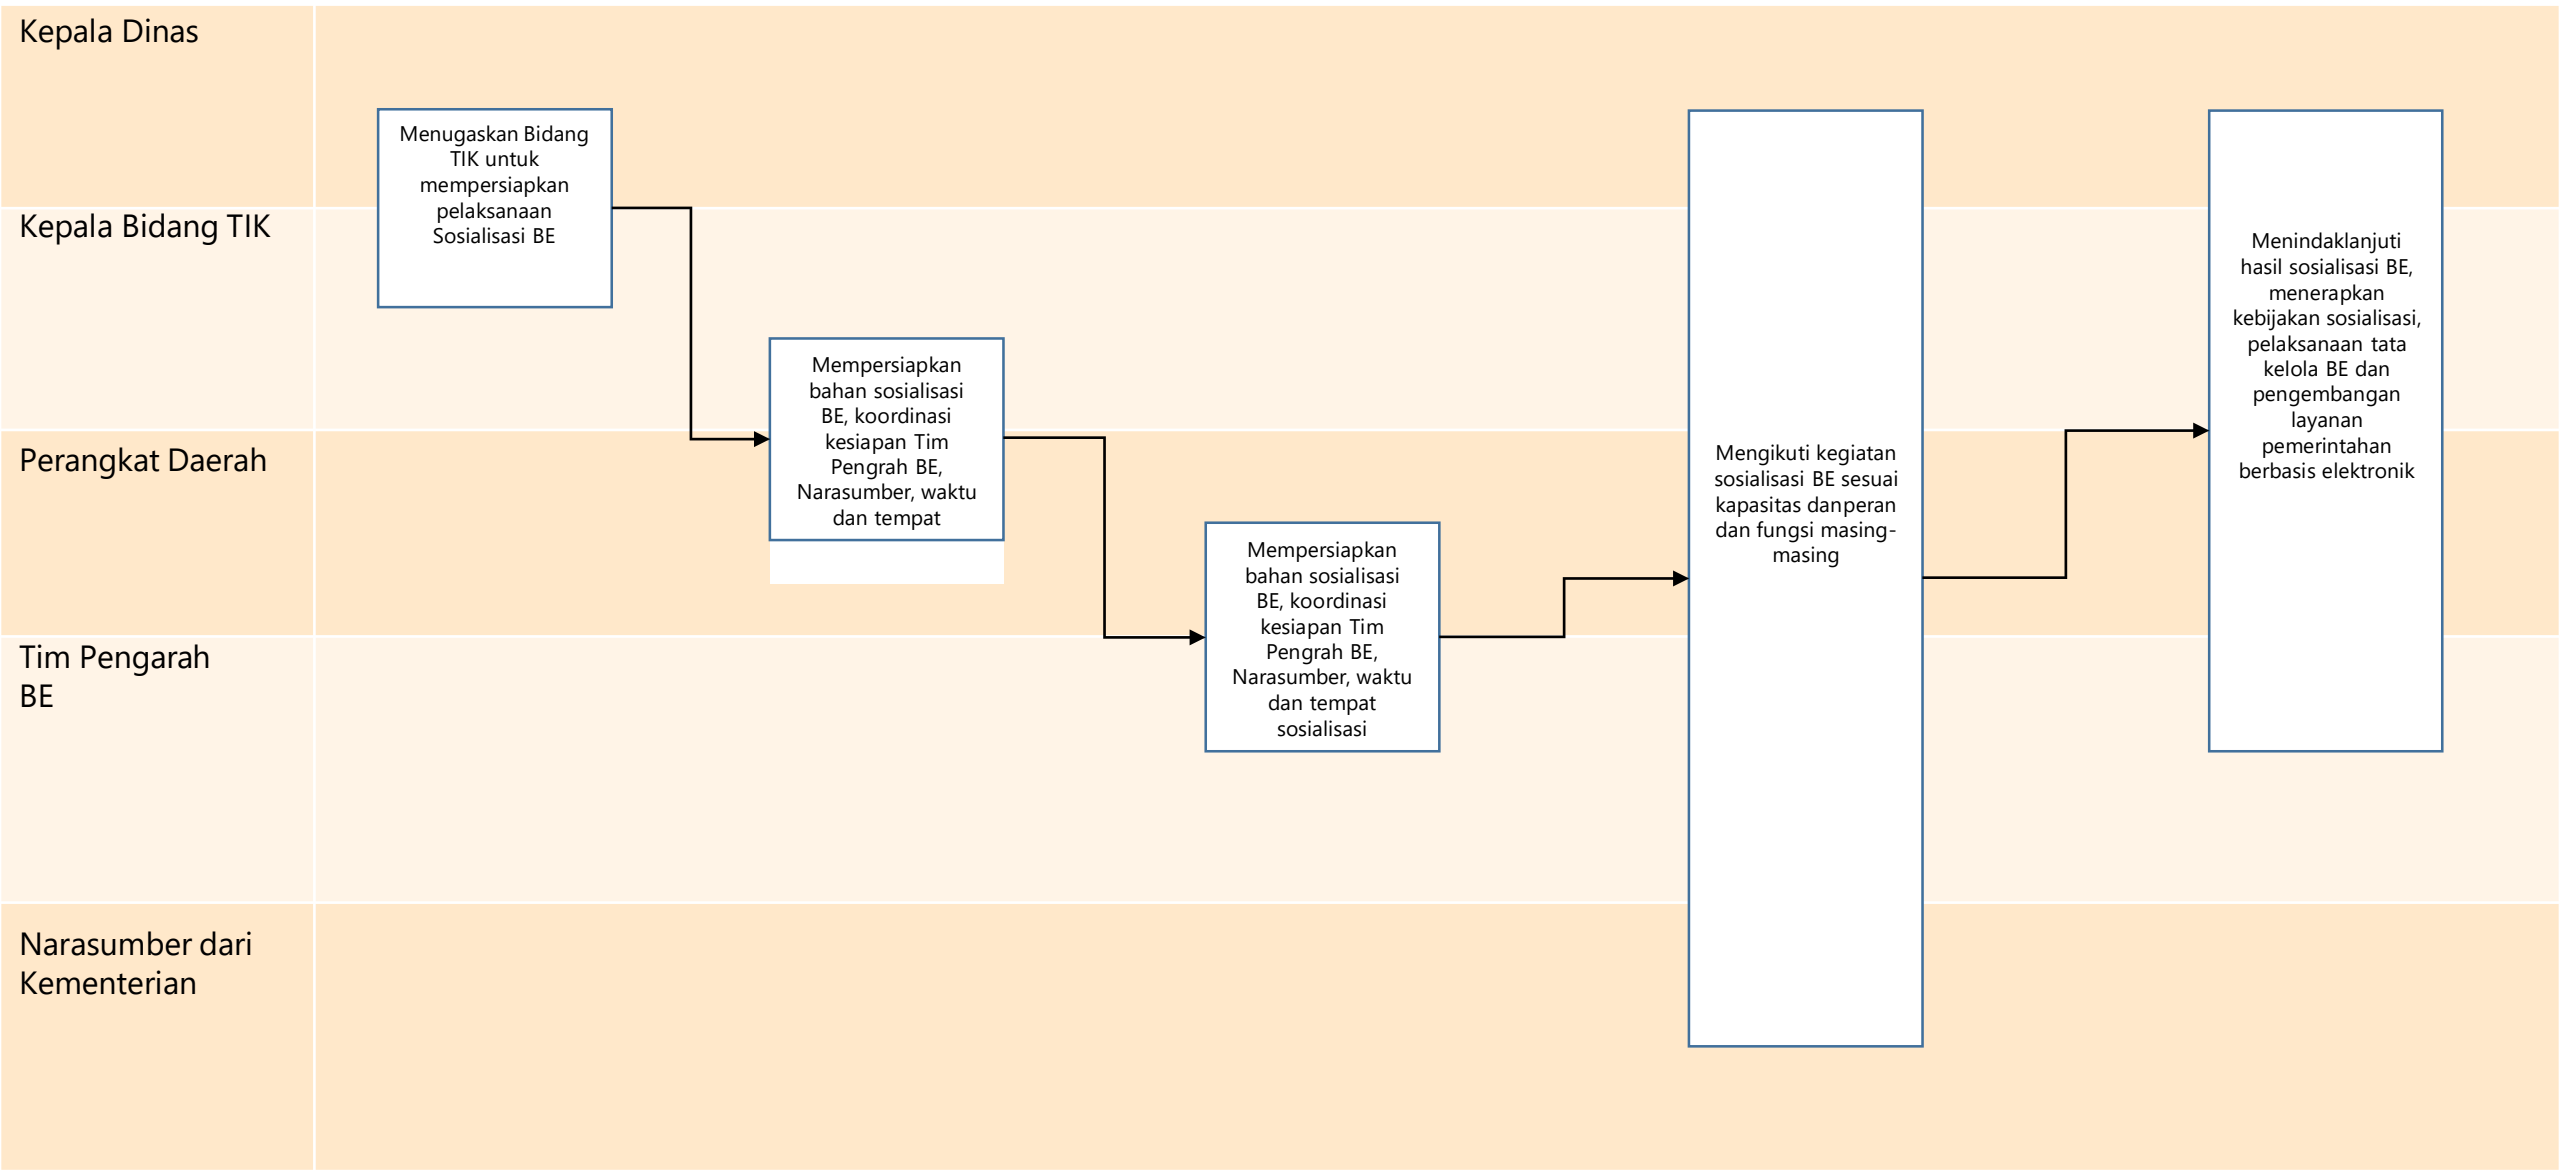 Kepala Dinas
Menugaskan Bidang
TIK untuk
mempersiapkan
pelaksanaan
Sosialisasi BE
Kepala Bidang TIK
Mempersiapkan
bahan sosialisasi
BE, koordinasi
kesiapan Tim
Pengrah BE,
Narasumber, waktu
dan tempat
Perangkat Daerah
Mempersiapkan
bahan sosialisasi
BE, koordinasi
kesiapan Tim
Pengrah BE,
Narasumber, waktu
dan tempat
sosialisasi
Mengikuti kegiatan
sosialisasi BE sesuai
kapasitas danperan
dan fungsi masing-
masing
Menindaklanjuti
hasil sosialisasi BE,
menerapkan
kebijakan sosialisasi,
pelaksanaan tata
kelola BE dan
pengembangan
layanan
pemerintahan
berbasis elektronik
Tim Pengarah
BE
Narasumber dari
Kementerian